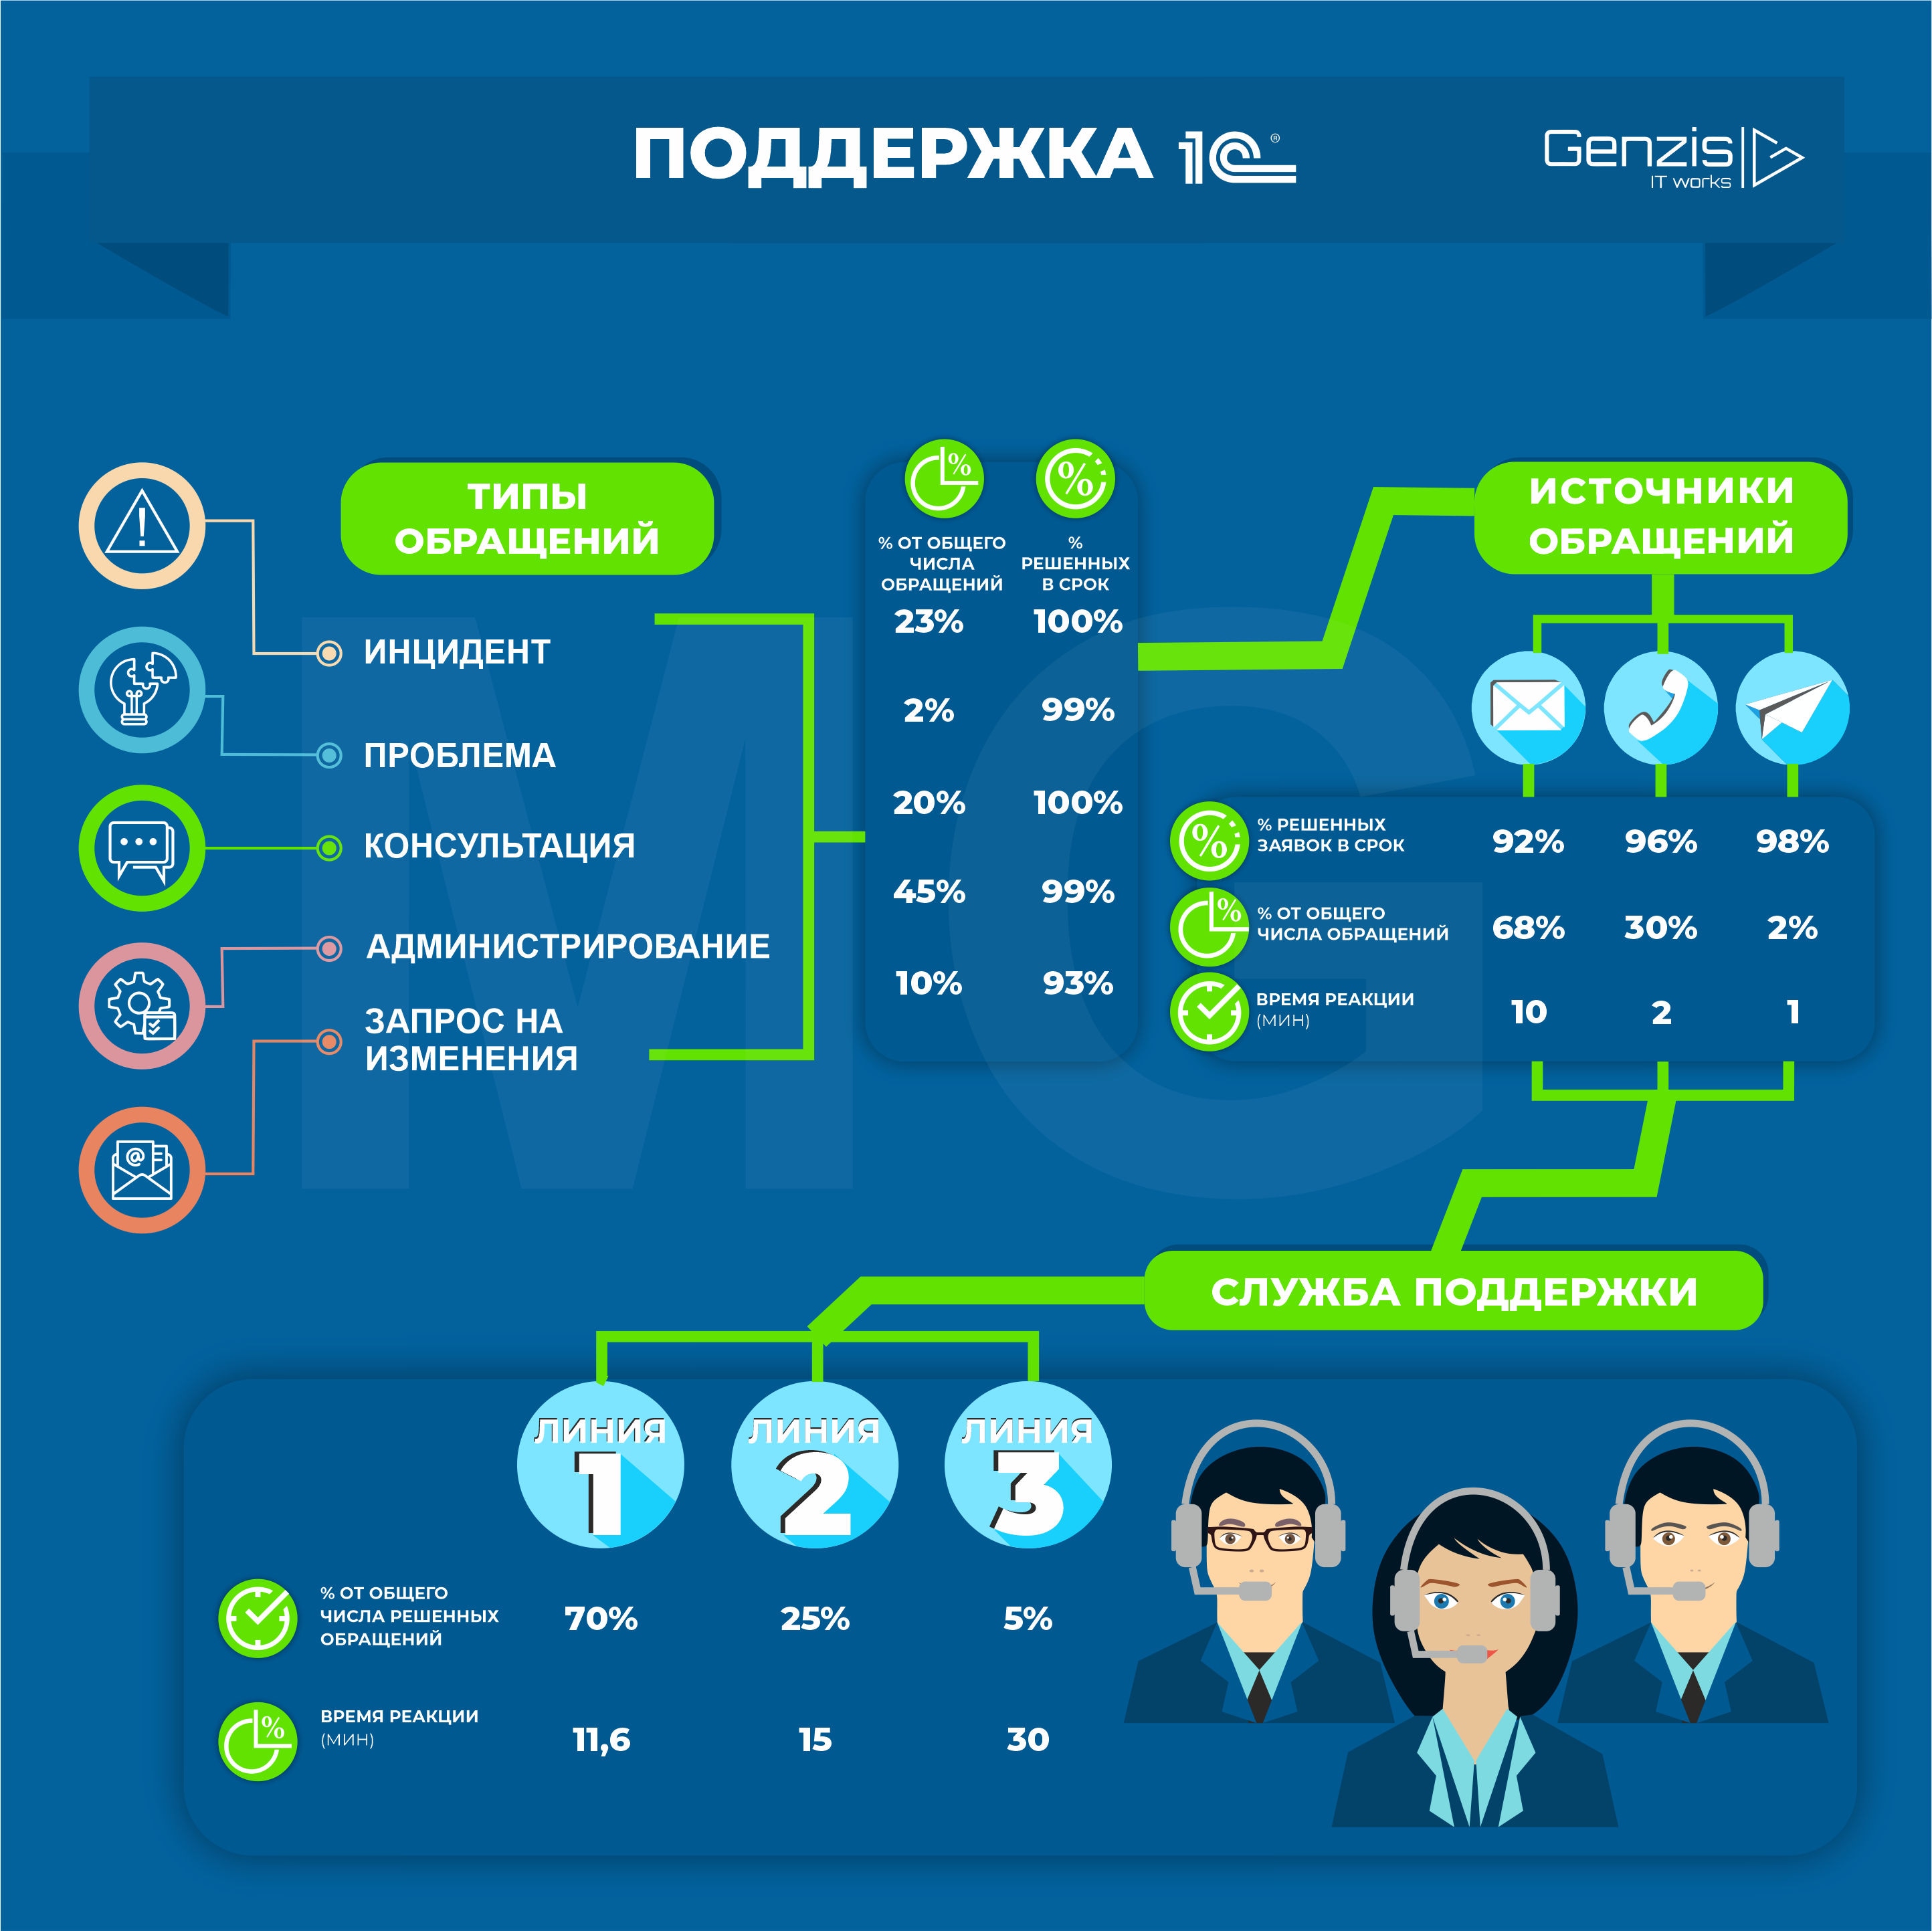 ПОДДЕРЖКА 1С®
Genzis
IT works
ТИПЫ
ОБРАЩЕНИЙ
ИНЦИДЕНТ
ПРОБЛЕМА
КОНСУЛЬТАЦИЯ
АДМИНИСТРИРОВАНИЕ
ЗАПРОС НА
ИЗМЕНЕНИЯ
% ОТ ОБЩЕГО
ЧИСЛА
ОБРАЩЕНИЙ
%
РЕШЕННЫХ
В СРОК
23% 100%
2% 99%
20% 100%
45% 99%
10% 93%
ИСТОЧНИКИ
ОБРАЩЕНИЙ
% РЕШЕННЫХ
ЗАЯВОК В СРОК
92% 96% 98%
% ОТ ОБЩЕГО
ЧИСЛА ОБРАЩЕНИЙ
68% 30% 2%
ВРЕМЯ РЕАКЦИИ
(МИН)
10 2 1
MG
СЛУЖБА ПОДДЕРЖКИ
ЛИНИЯ
1
ЛИНИЯ
2
ЛИНИЯ
3
% ОТ ОБЩЕГО
ЧИСЛА РЕШЕННЫХ
ОБРАЩЕНИЙ
70% 25% 5%
ВРЕМЯ РЕАКЦИИ
(МИН)
11,6 15 30